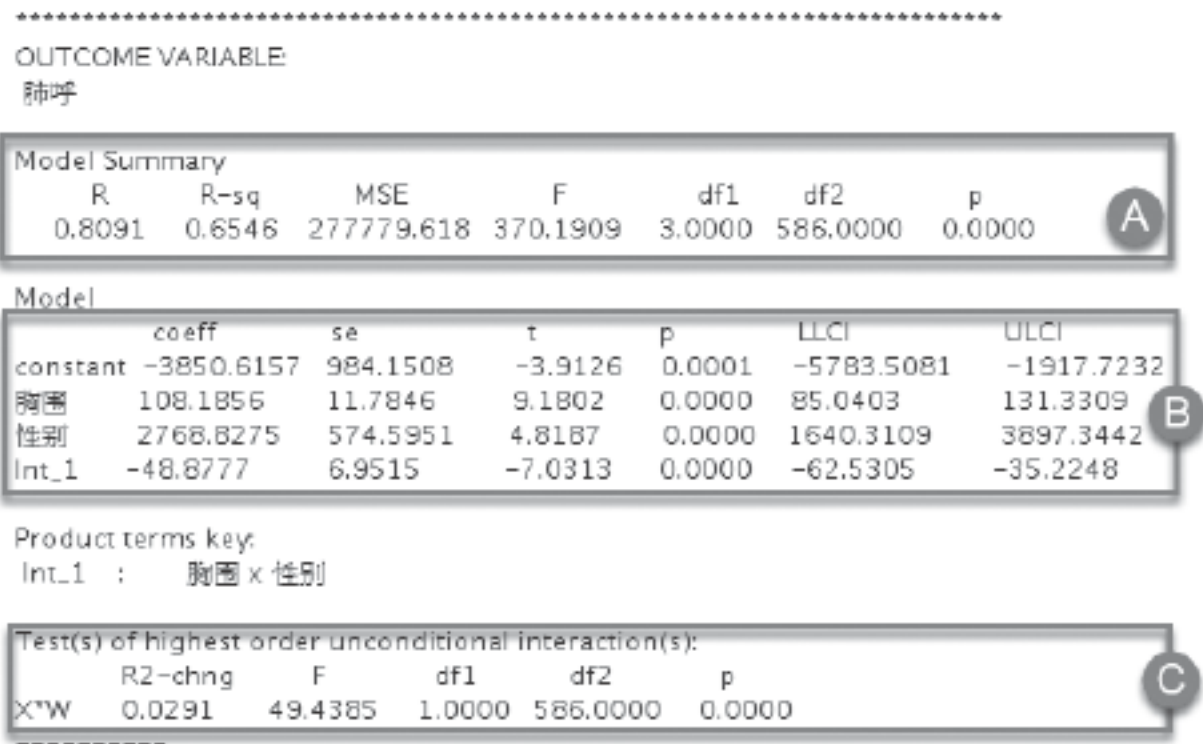 OUTCOME VARIABLE:
肺呼
Model Summary
R R-sq MSE F df1 df2 p
0.8091 0.6546 277779.618 370.1909 3.0000 586.0000 0.0000
A
Model
coeff se t p LLCI ULCI
constant -3850.6157 984.1508 -3.9126 0.0001 -5783.5081 -1917.7232
胸围 108.1856 11.7846 9.1802 0.0000 85.0403 131.3309
性别 2768.8275 574.5951 4.8187 0.0000 1640.3109 3897.3442
Int_1 -48.8777 6.9515 -7.0313 0.0000 -62.5305 -35.2248
B
Product terms key:
Int_1 : 胸围 x 性别
Test(s) of highest order unconditional interaction(s):
R2-chng F df1 df2 p
X*W 0.0291 49.4385 1.0000 586.0000 0.0000
C